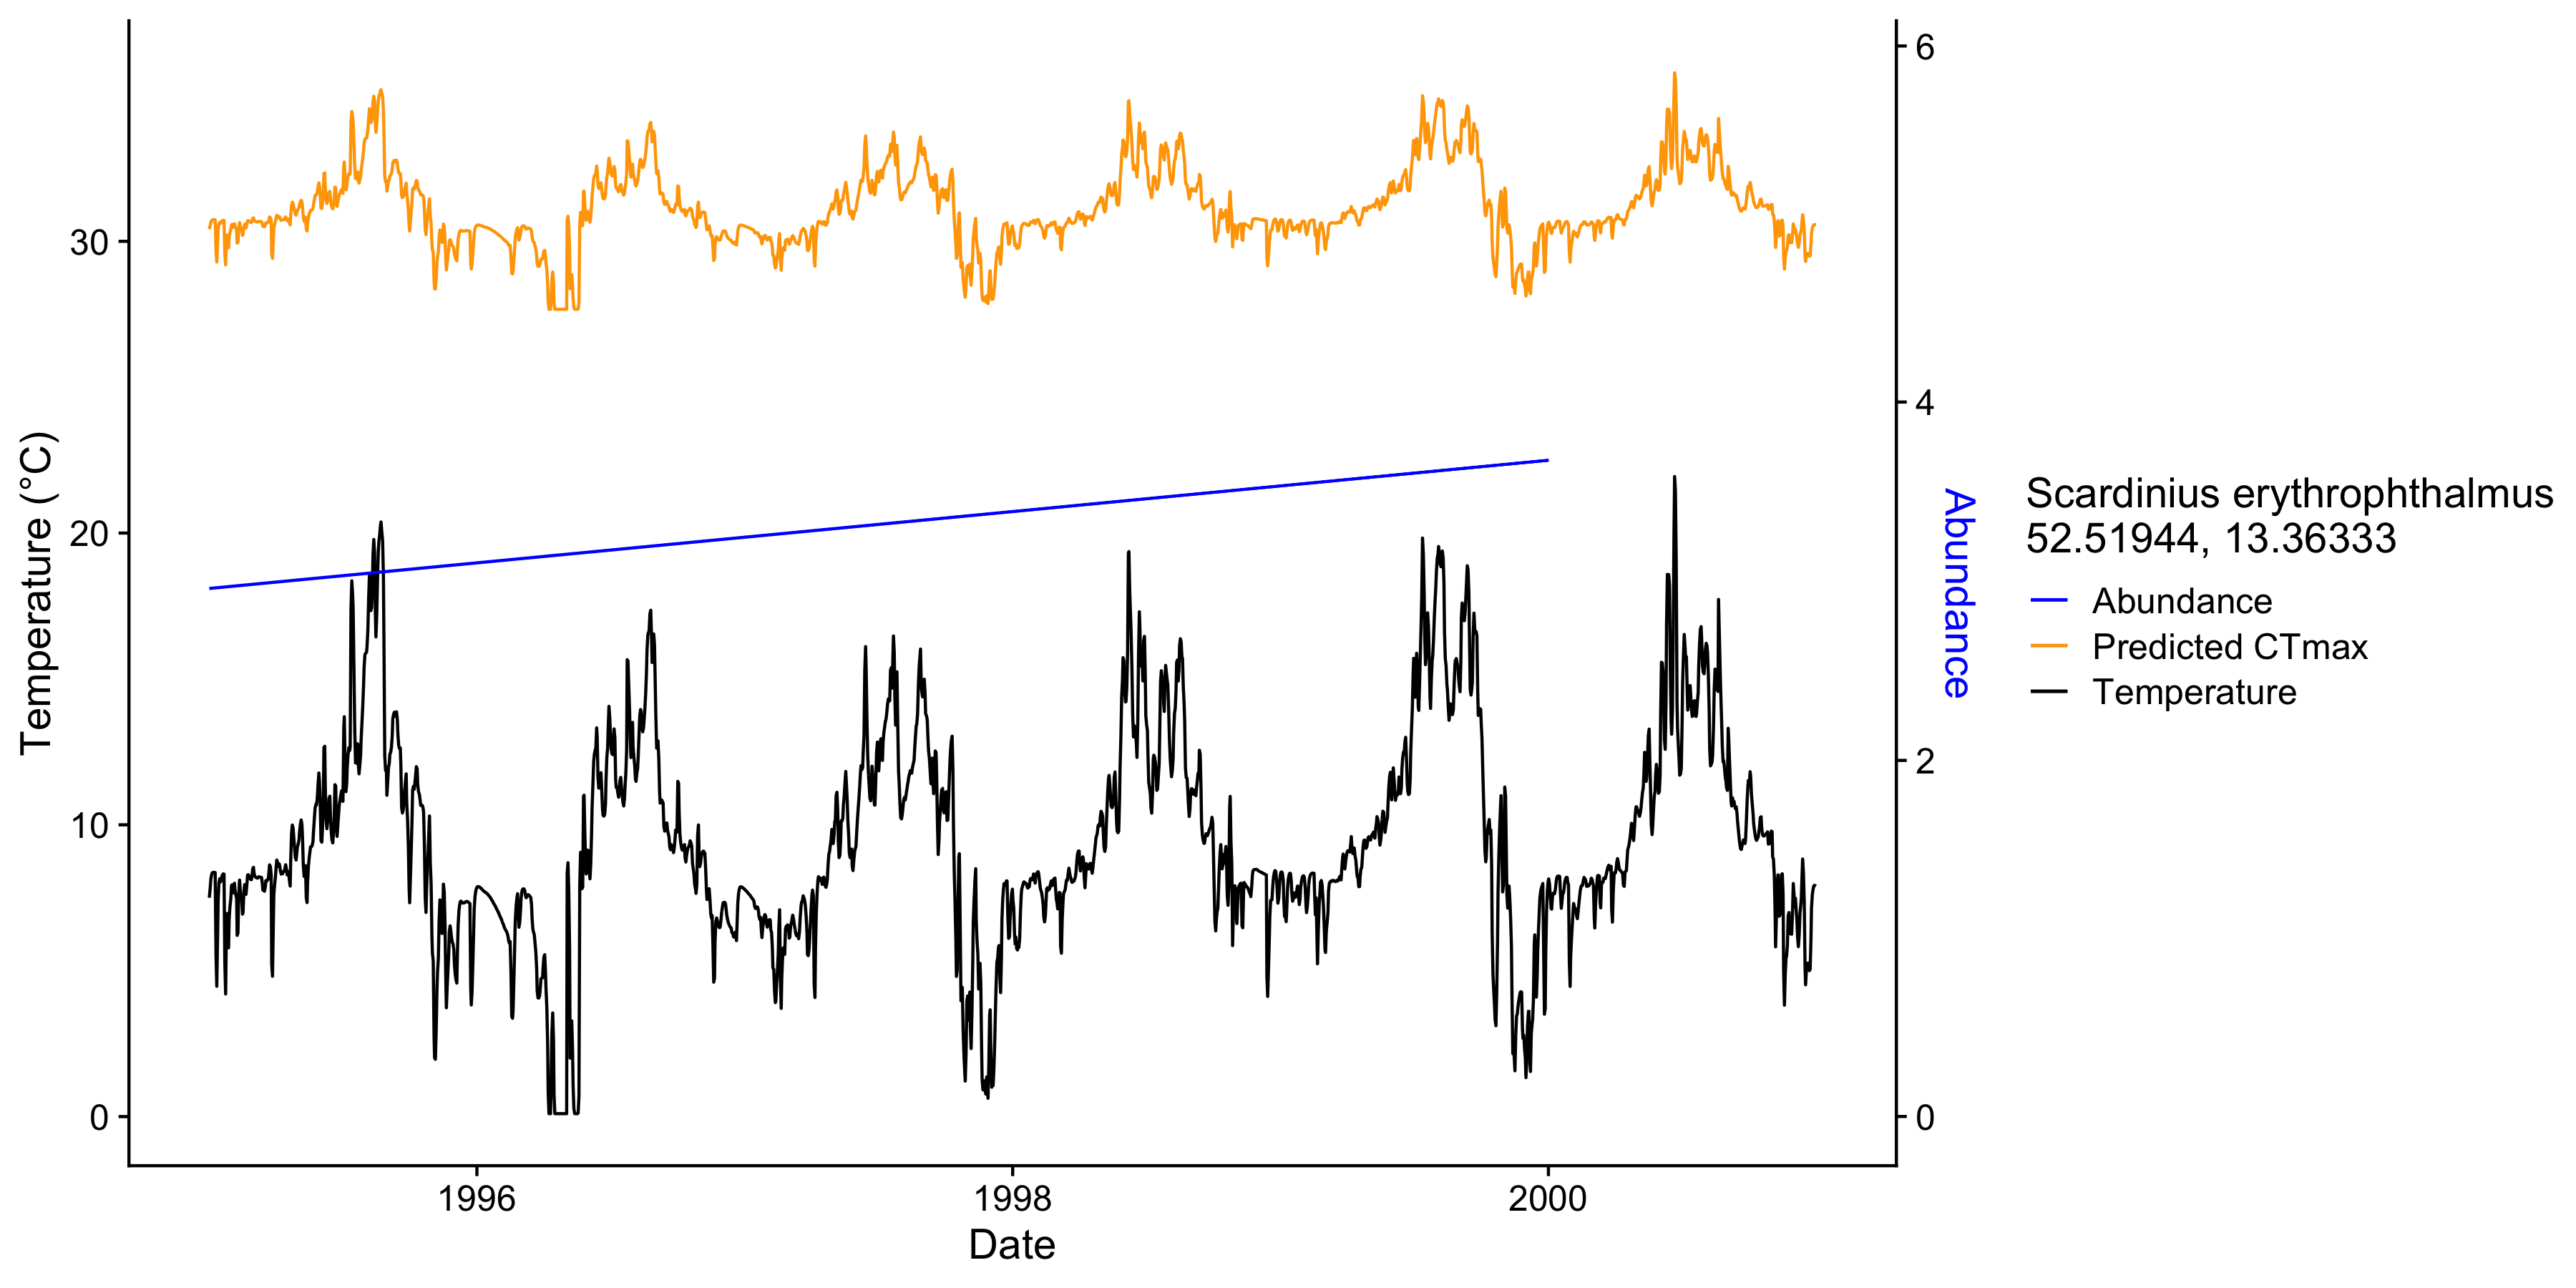 Temperature (°C)
30
20
10
0
1996
1998
2000
Date
6
4
2
0
Abundance
Scardinius erythrophthalmus
52.51944, 13.36333
Abundance
Predicted CTmax
Temperature